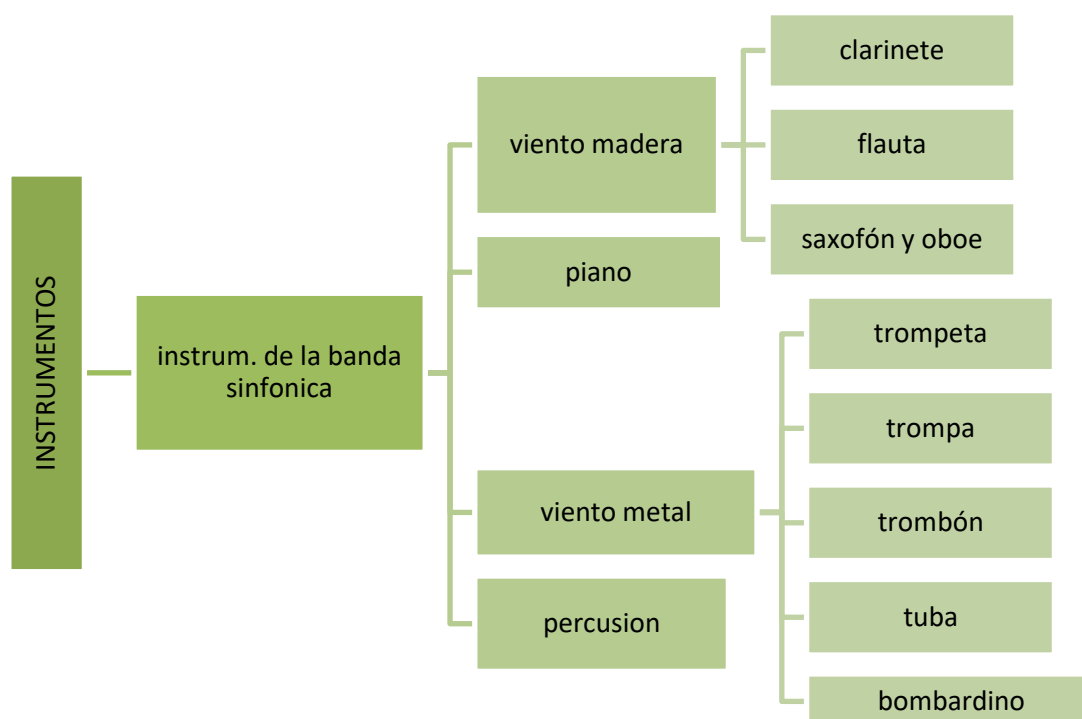 INSTRUMENTOS
instrum. de la banda
sinfonica
viento madera
clarinete
flauta
saxofón y oboe
piano
viento metal
trompeta
trompa
trombón
tuba
bombardino
percusion